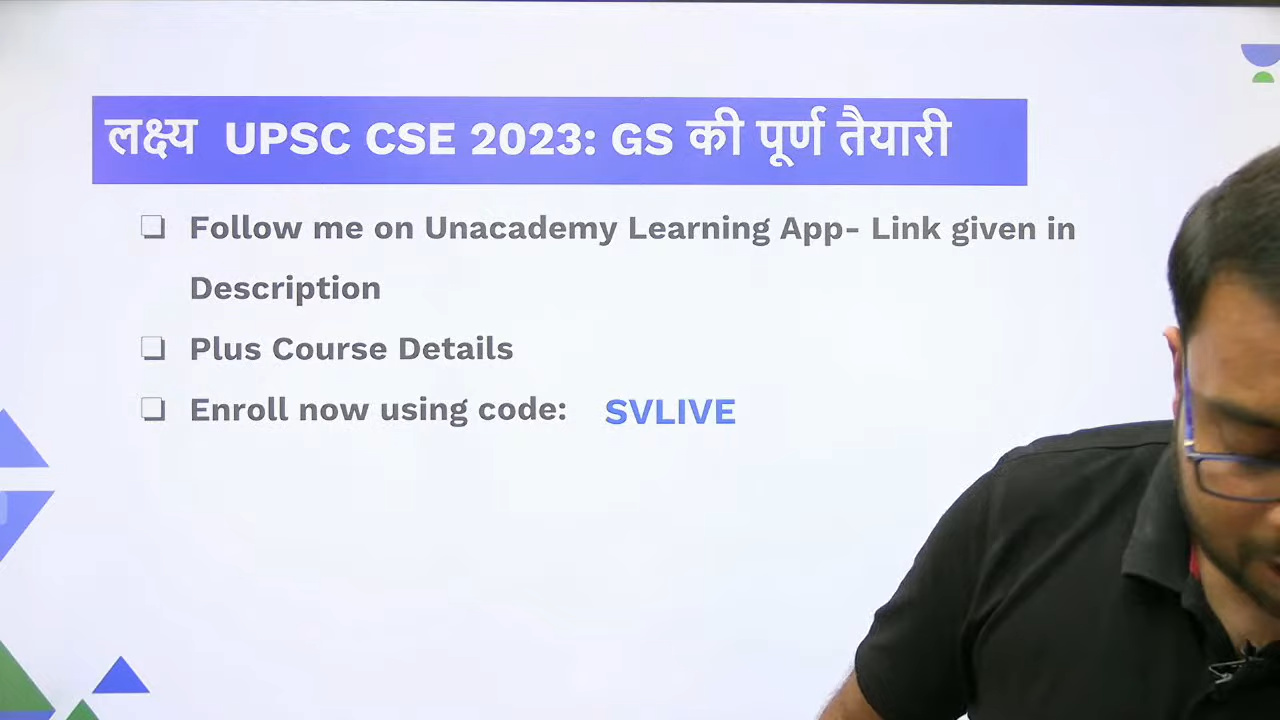 लक्ष्य UPSC CSE 2023: GS की पूर्ण तैयारी
Follow me on Unacademy Learning App- Link given in
Description
Plus Course Details
Enroll now using code: SVLIVE